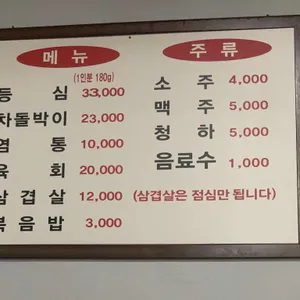 메뉴
(1인분 180g)
등심 33,000
차돌박이 23,000
염통 10,000
육회 20,000
삼겹살 12,000
볶음밥 3,000
주류
소주 4,000
맥주 5,000
청하 5,000
음료수 1,000
(삼겹살은 점심만 됩니다)